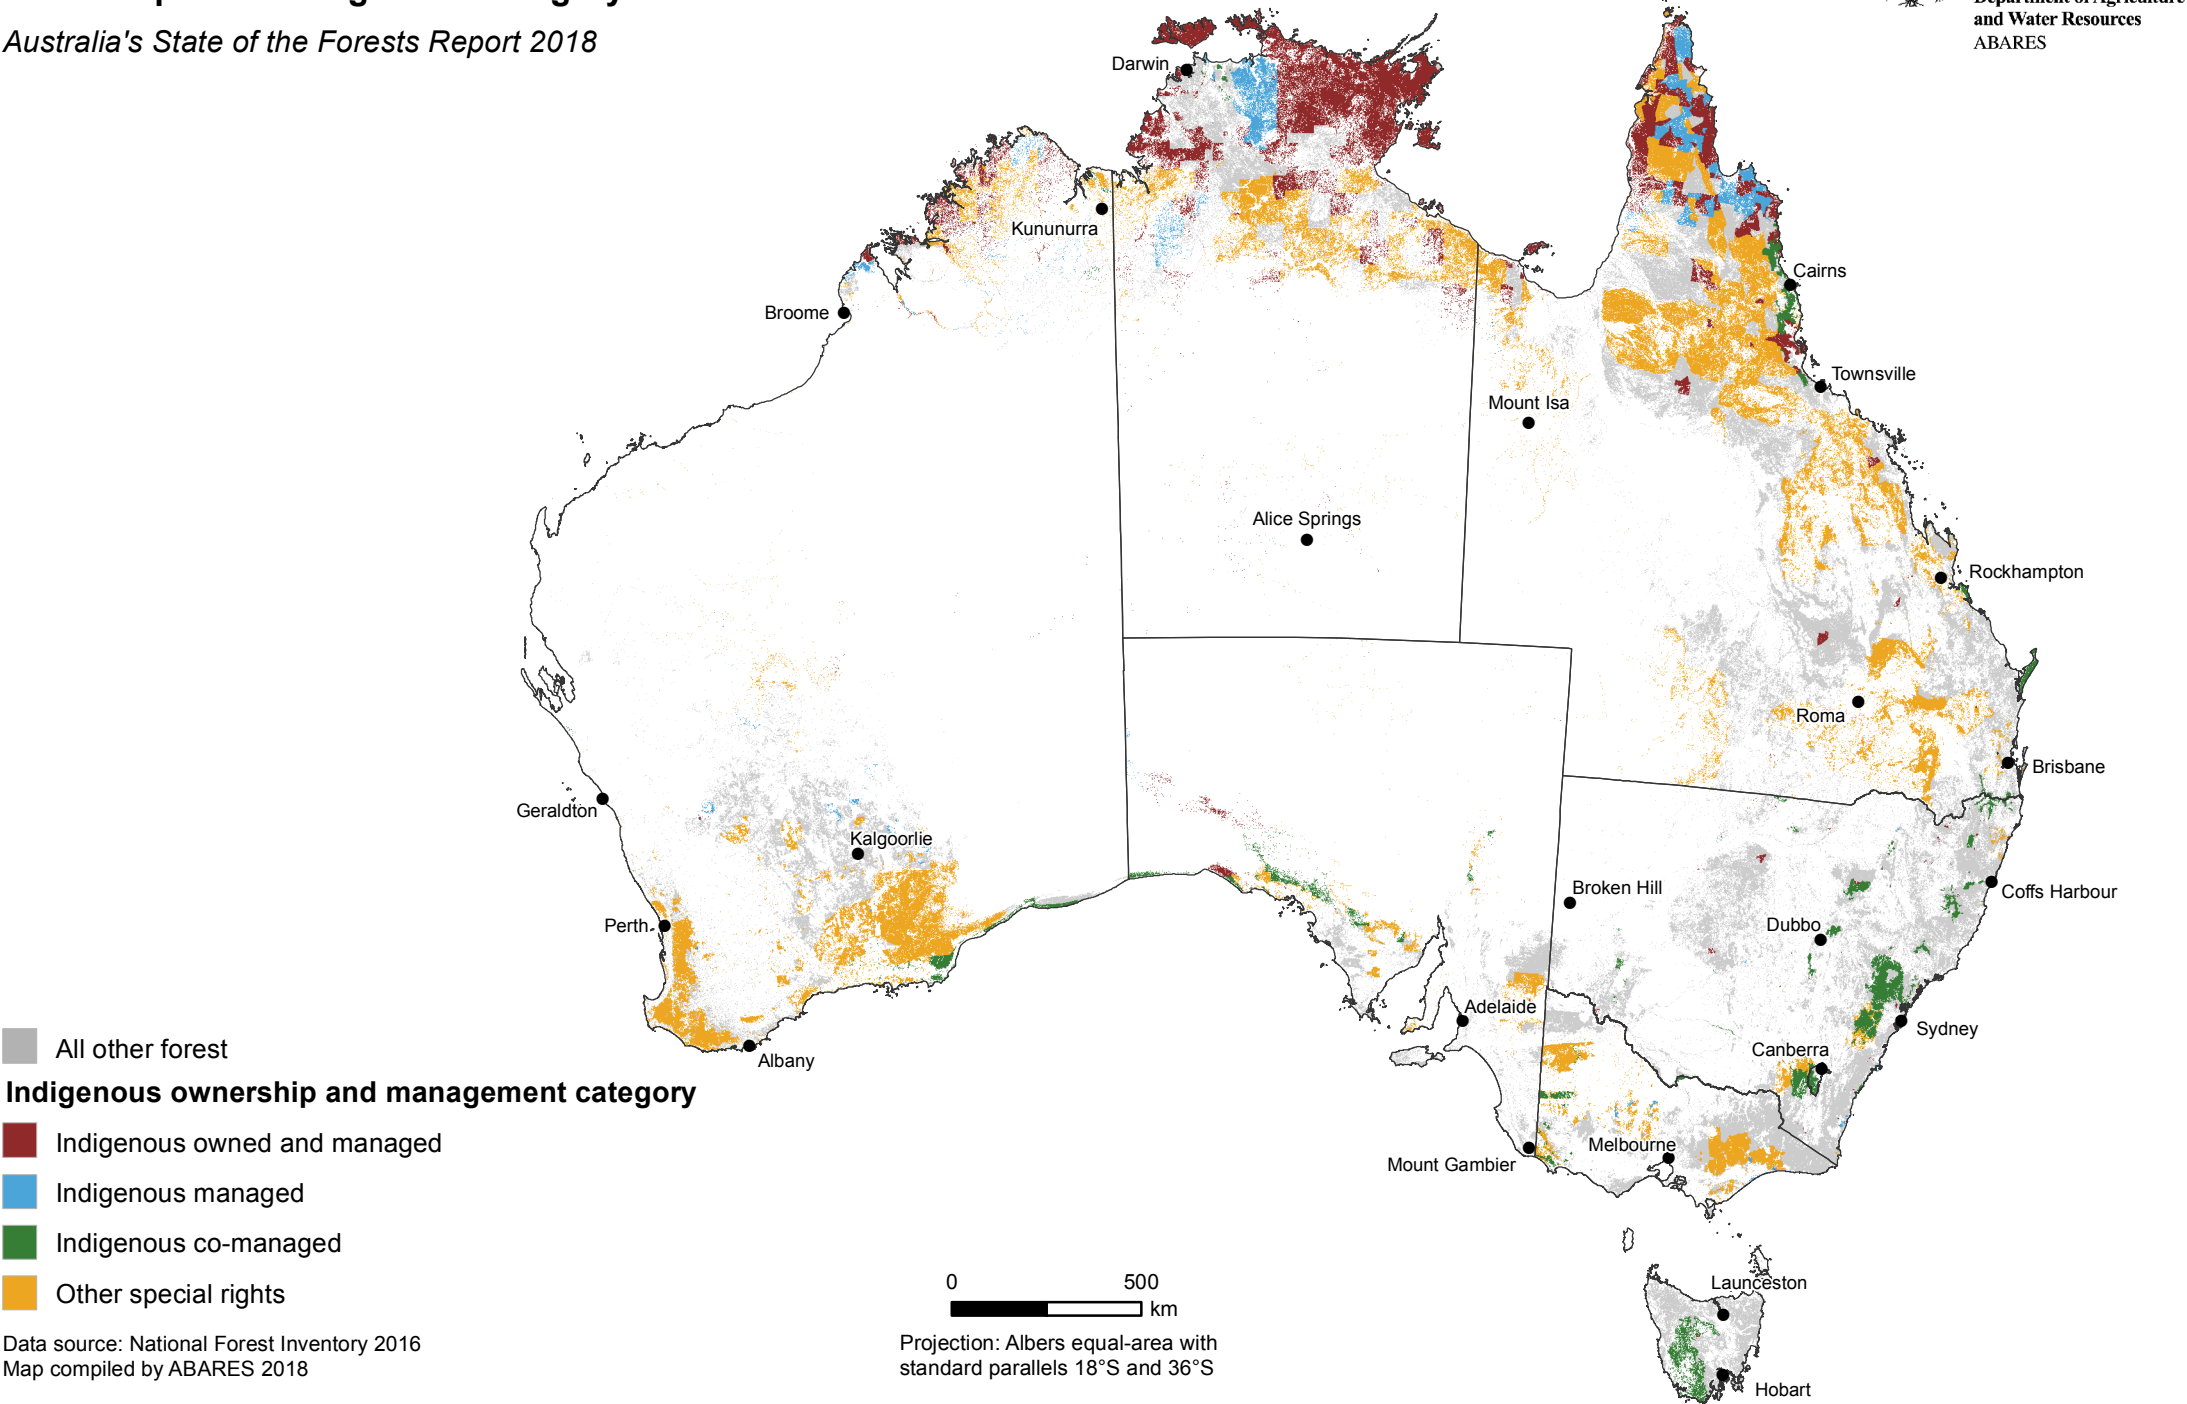 Australia's State of the Forests Report 2018
and Water Resources
ABARES
Darwin
Kununurra
Broome
Cairns
Townsville
Mount Isa
Alice Springs
Rockhampton
Roma
Brisbane
Geraldton
Kalgoorlie
Broken Hill
Coffs Harbour
Perth
Dubbo
Adelaide
Sydney
Canberra
Albany
Melbourne
Mount Gambier
Launceston
Hobart
All other forest
Indigenous ownership and management category
Indigenous owned and managed
Indigenous managed
Indigenous co-managed
Other special rights
Data source: National Forest Inventory 2016
Map compiled by ABARES 2018
0 500
km
Projection: Albers equal-area with
standard parallels 18°S and 36°S